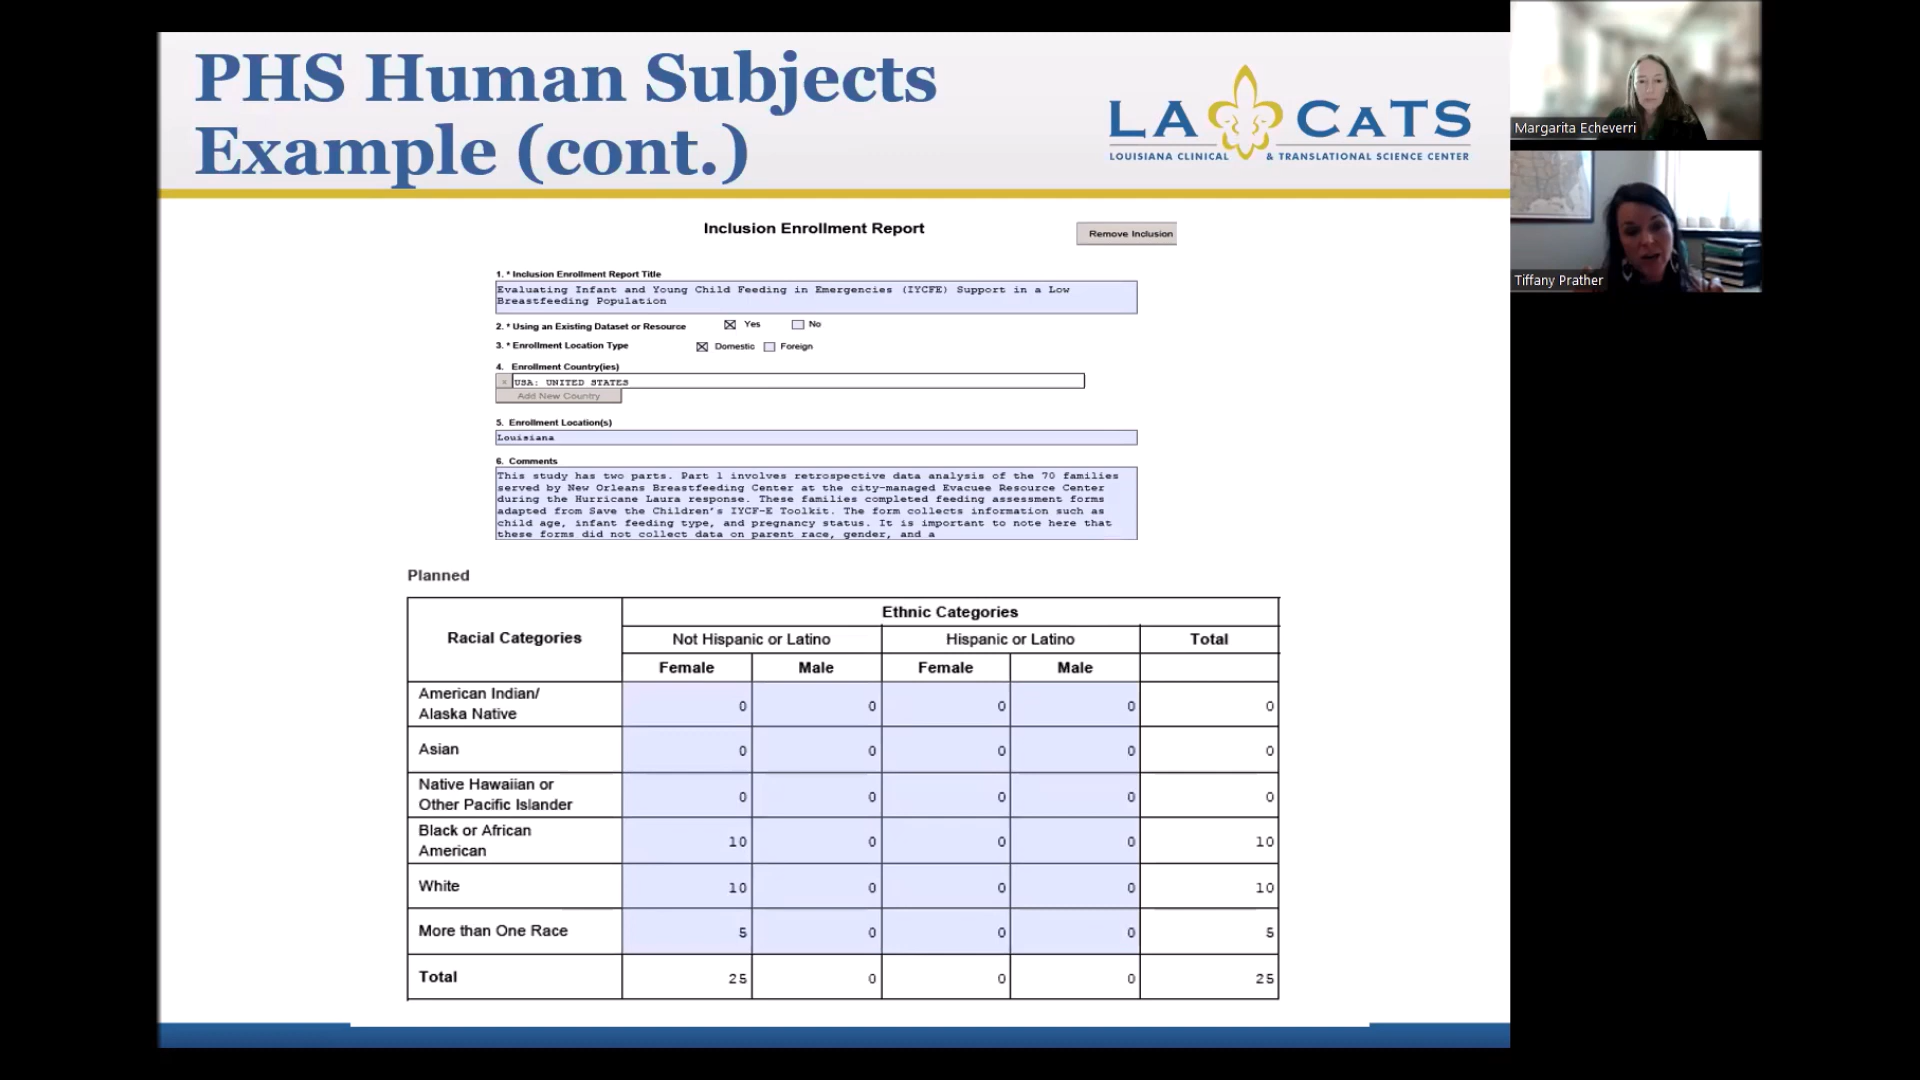 PHS Human Subjects
Example (cont.)
LA CATS
LOUISIANA CLINICAL & TRANSLATIONAL SCIENCE CENTER
Margarita Echeverri
Tiffany Prather
Inclusion Enrollment Report
Remove Inclusion
1. * Inclusion Enrollment Report Title
Evaluating Infant and Young Child Feeding in Emergencies (IYCFE) Support in a Low
Breastfeeding Population
2. * Using an Existing Dataset or Resource Yes No
3. * Enrollment Location Type Domestic Foreign
4. Enrollment Country(ies)
x USA: UNITED STATES
Add New Country
5. Enrollment Location(s)
Louisiana
6. Comments
This study has two parts. Part 1 involves retrospective data analysis of the 70 families
served by New Orleans Breastfeeding Center at the city-managed Evacuee Resource Center
during the Hurricane Laura response. These families completed feeding assessment forms
adapted from Save the Children's IYCF-E Toolkit. The form collects information such as
child age, infant feeding type, and pregnancy status. It is important to note here that
these forms did not collect data on parent race, gender, and a
Planned
Racial Categories
Ethnic Categories
Not Hispanic or Latino Hispanic or Latino Total
Female Male Female Male
American Indian/
Alaska Native
0 0 0 0 0
Asian 0 0 0 0 0
Native Hawaiian or
Other Pacific Islander
0 0 0 0 0
Black or African
American
10 0 0 0 10
White 10 0 0 0 10
More than One Race 5 0 0 0 5
Total 25 0 0 0 25